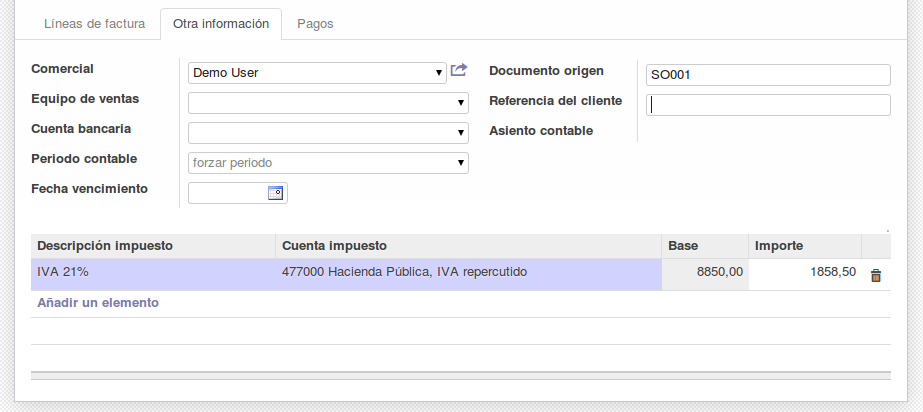 Líneas de factura Otra información Pagos
Comercial Demo User
Documento origen SO001
Equipo de ventas
Referencia del cliente
Cuenta bancaria
Asiento contable
Periodo contable forzar periodo
Fecha vencimiento
Descripción impuesto Cuenta impuesto Base Importe
IVA 21% 477000 Hacienda Pública, IVA repercutido 8850,00 1858,50
Añadir un elemento